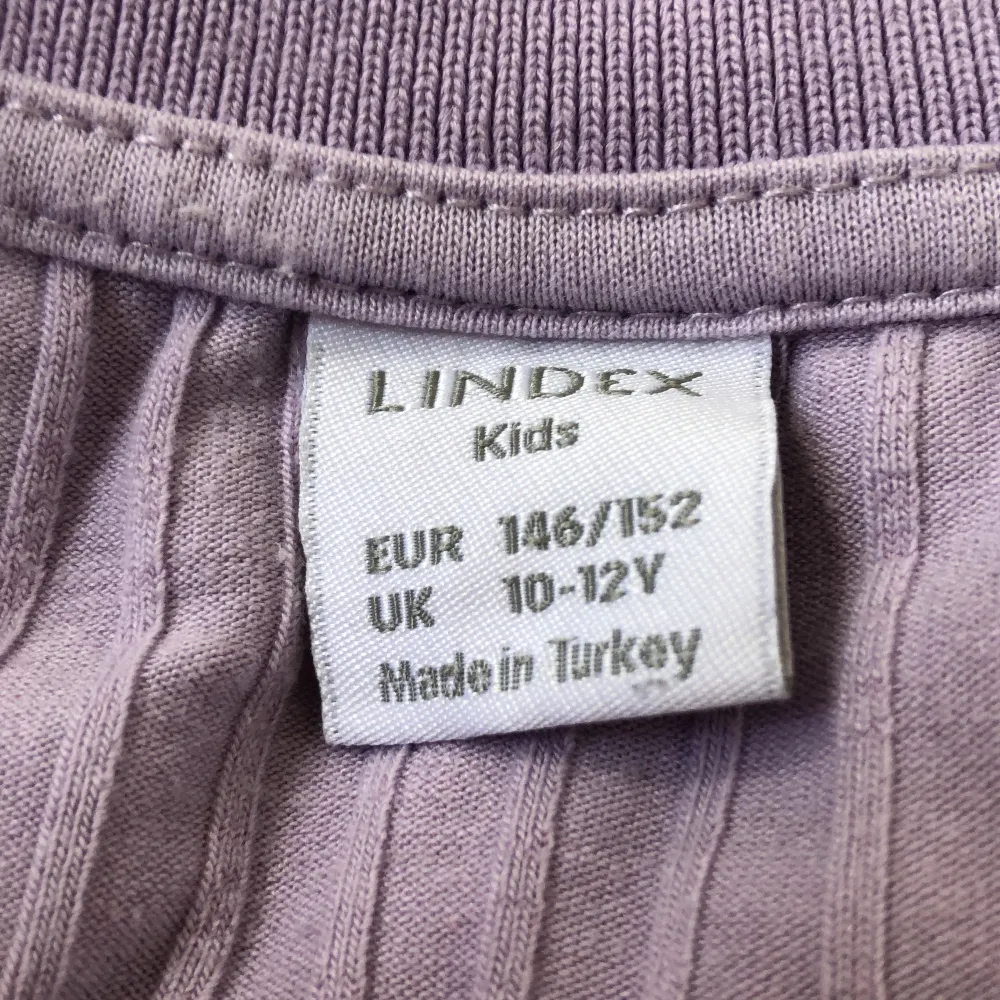 LINDEX
Kids
EUR 146/152
UK 10-12Y
Made in Turkey